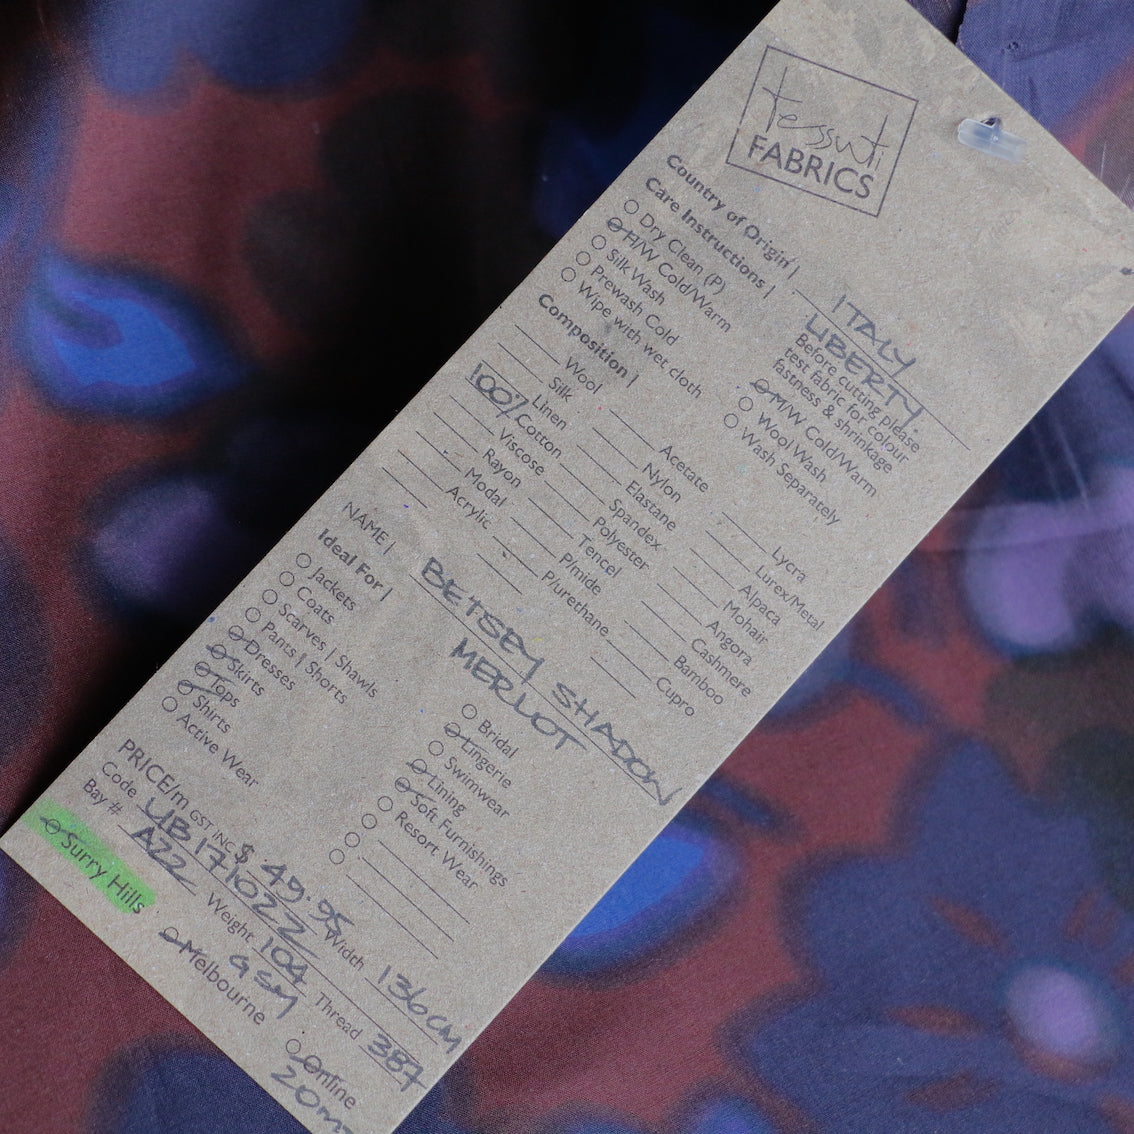 tessuti
FABRICS
Country of Origin | ITALY
LIBERTY.
Care Instructions |
Before cutting please
test fabric for colour
fastness & shrinkage
Dry Clean (P)
H/W Cold/Warm
Silk Wash
Prewash Cold
Wipe with wet cloth
M/W Cold/Warm
Wool Wash
Wash Separately
Composition |
Wool
Silk
Linen
100% Cotton
Viscose
Rayon
Modal
Acrylic
Acetate
Nylon
Elastane
Spandex
Polyester
Tencel
P/mide
P/urethane
Lycra
Lurex/Metal
Alpaca
Mohair
Angora
Cashmere
Bamboo
Cupro
NAME | BETSEY SHADOW
MERLOT
Ideal For |
Jackets
Coats
Scarves | Shawls
Pants | Shorts
Dresses
Skirts
Tops
Shirts
Active Wear
Bridal
Lingerie
Swimwear
Lining
Soft Furnishings
Resort Wear
PRICE/m GST INC $ 49.95 Width 136CM
Code LIB171022 Thread 387
Bay # A22 Weight 104 GSM
Surry Hills
Melbourne
Online